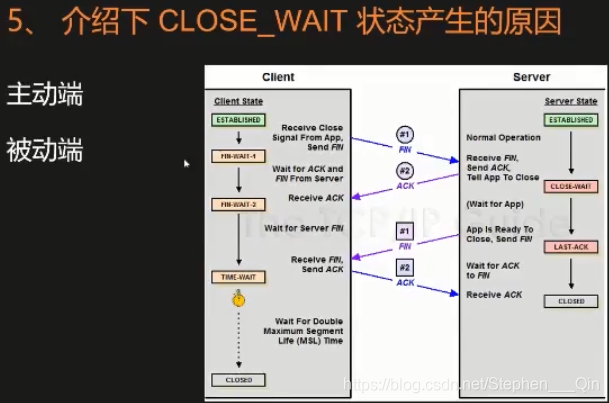 5、 介绍下 CLOSE_WAIT 状态产生的原因
主动端
被动端
Client
Server
Client State
ESTABLISHED
Receive Close
Signal From App,
Send FIN
FIN-WAIT-1
Wait for ACK and
FIN From Server
Receive ACK
FIN-WAIT-2
Wait for Server FIN
Receive FIN,
Send ACK
TIME-WAIT
Wait For Double
Maximum Segment
Life (MSL) Time
CLOSED
#1
FIN
#2
ACK
#1
FIN
#2
ACK
Server State
ESTABLISHED
Normal Operation
Receive FIN,
Send ACK,
Tell App To Close
CLOSE-WAIT
(Wait for App)
App Is Ready To
Close, Send FIN
LAST-ACK
Wait for ACK
to FIN
CLOSED
Receive ACK
The TCP/IP Guide
https://blog.csdn.net/Stephen___Qin